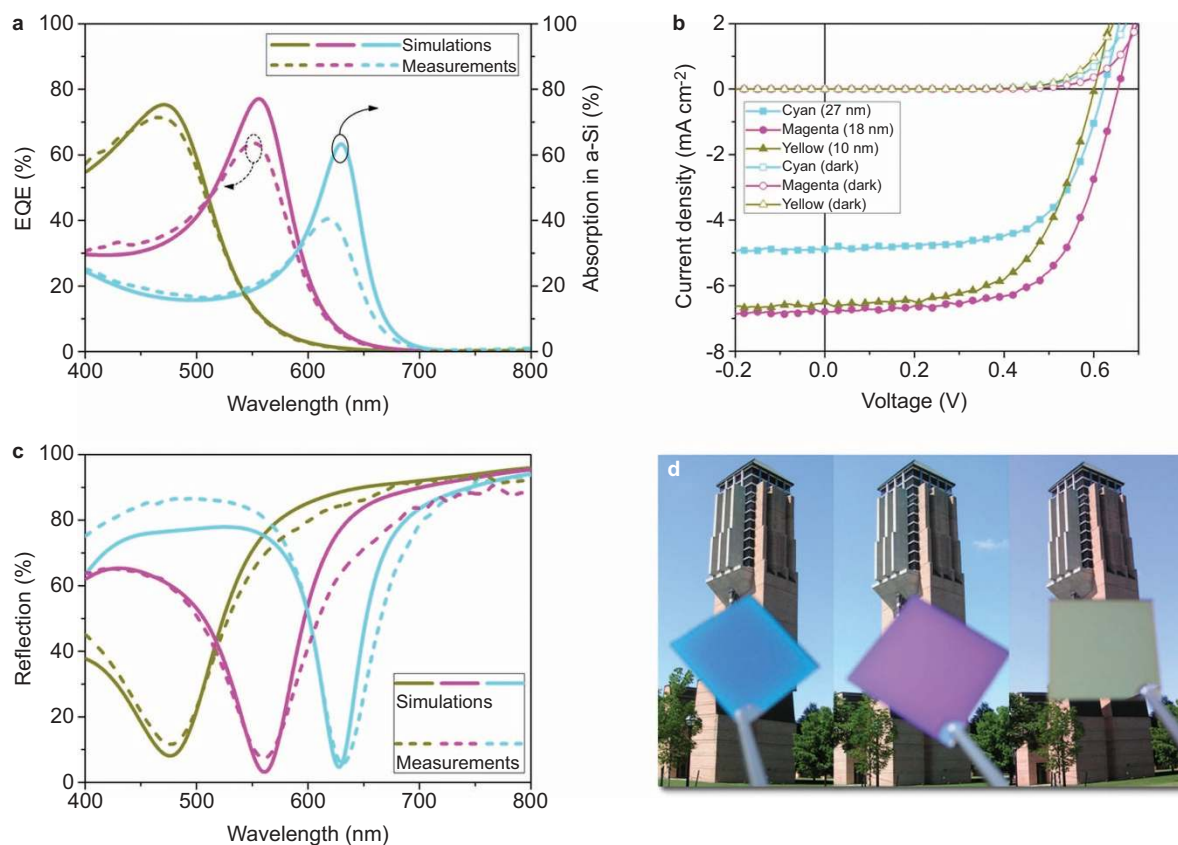 a
100
80
60
40
20
0
EQE (%)
400
500
600
700
800
Wavelength (nm)
100
80
60
40
20
0
Absorption in a-Si (%)
Simulations
Measurements
b
2
0
-2
-4
-6
-8
Current density (mA cm-2)
-0.2
0.0
0.2
0.4
0.6
Voltage (V)
Cyan (27 nm)
Magenta (18 nm)
Yellow (10 nm)
Cyan (dark)
Magenta (dark)
Yellow (dark)
c
100
80
60
40
20
0
Reflection (%)
400
500
600
700
800
Wavelength (nm)
Simulations
Measurements
d